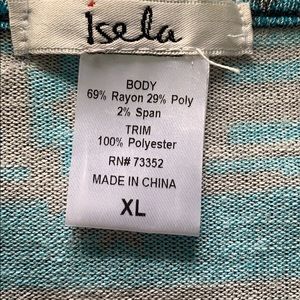 isela
BODY
69% Rayon 29% Poly
2% Span
TRIM
100% Polyester
RN# 73352
MADE IN CHINA
XL